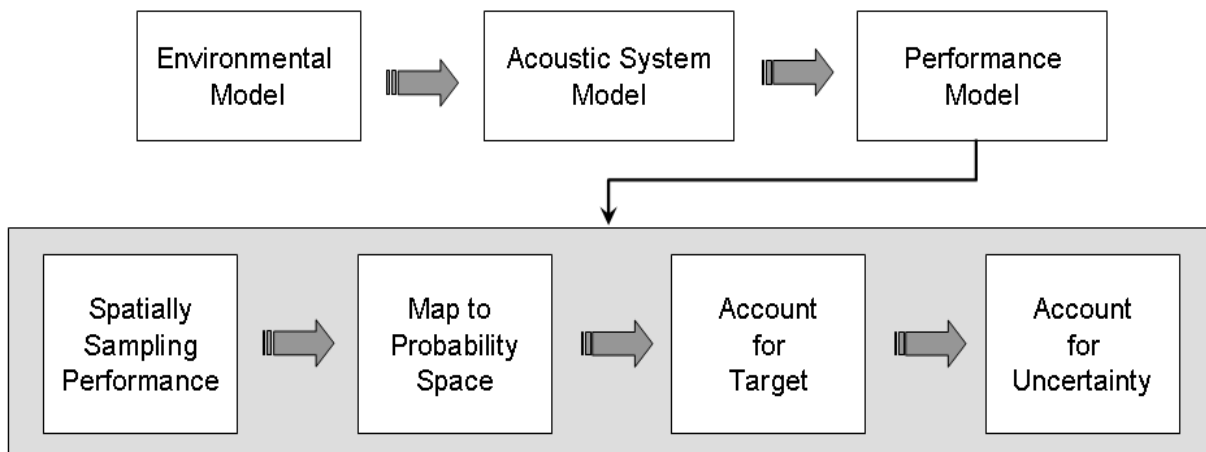 Environmental
Model
Acoustic System
Model
Performance
Model
Spatially
Sampling
Performance
Map to
Probability
Space
Account
for
Target
Account
for
Uncertainty